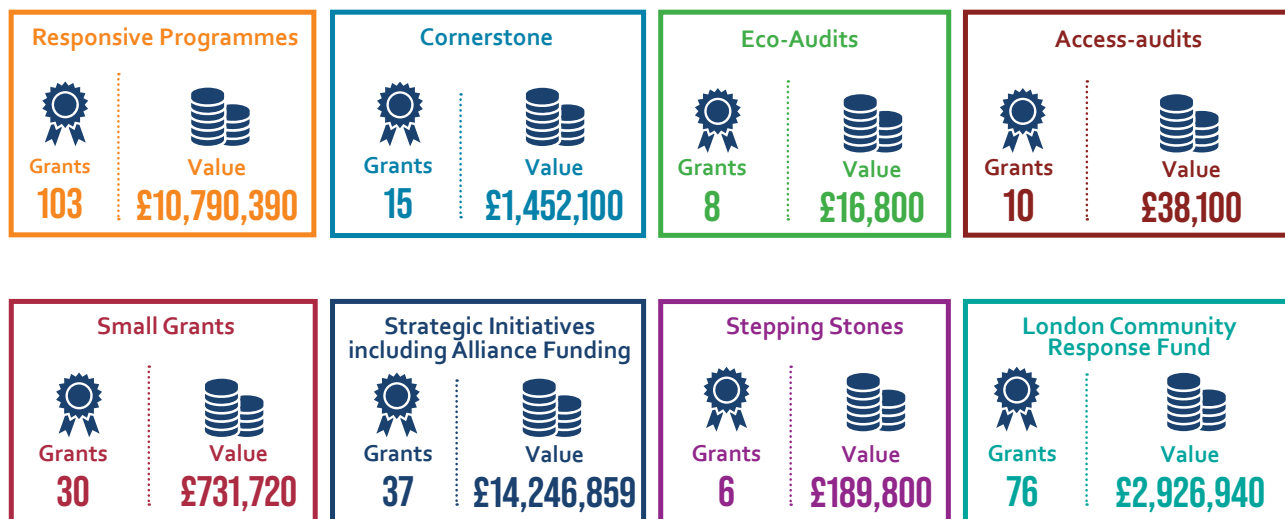 Responsive Programmes
Grants
103
Value
£10,790,390
Cornerstone
Grants
15
Value
£1,452,100
Eco-Audits
Grants
8
Value
£16,800
Access-audits
Grants
10
Value
£38,100
Small Grants
Grants
30
Value
£731,720
Strategic Initiatives
including Alliance Funding
Grants
37
Value
£14,246,859
Stepping Stones
Grants
6
Value
£189,800
London Community
Response Fund
Grants
76
Value
£2,926,940